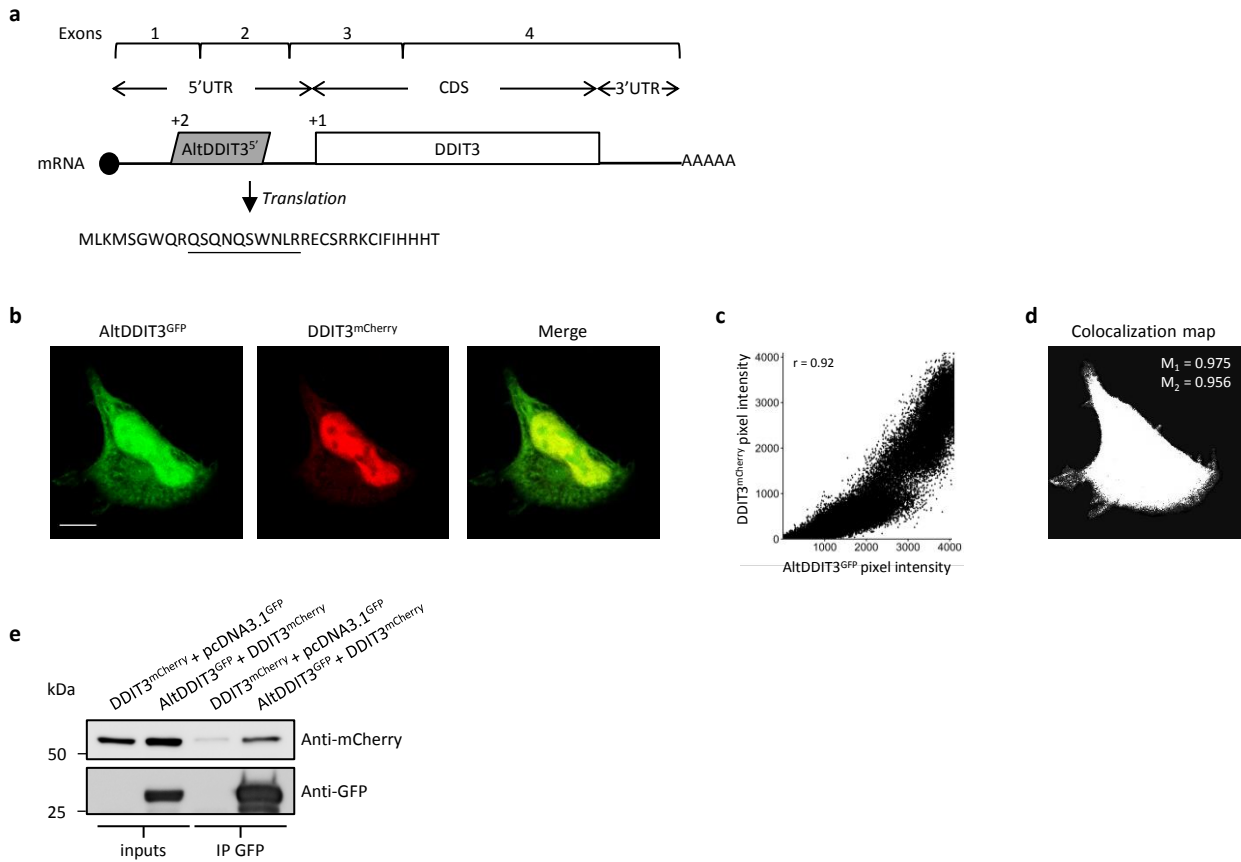 a
Exons 1 2 3 4
5'UTR CDS 3'UTR
+2 +1
AltDDIT3⁵' DDIT3
mRNA AAAAA
Translation
MLKMSGWQRQSQNQSWNLRRECSRRKCIFIHHHT
b
AltDDIT3ᴳᶠᴾ DDIT3ᵐᶜʰᵉʳʳʸ Merge
c
r = 0.92
4000
3000
2000
1000
0
1000 2000 3000 4000
DDIT3ᵐᶜʰᵉʳʳʸ pixel intensity
AltDDIT3ᴳᶠᴾ pixel intensity
d
Colocalization map
M₁ = 0.975
M₂ = 0.956
e
DDIT3ᵐᶜʰᵉʳʳʸ + pcDNA3.1ᴳᶠᴾ
AltDDIT3ᴳᶠᴾ + DDIT3ᵐᶜʰᵉʳʳʸ
DDIT3ᵐᶜʰᵉʳʳʸ + pcDNA3.1ᴳᶠᴾ
AltDDIT3ᴳᶠᴾ + DDIT3ᵐᶜʰᵉʳʳʸ
kDa
50
Anti-mCherry
25
Anti-GFP
inputs IP GFP